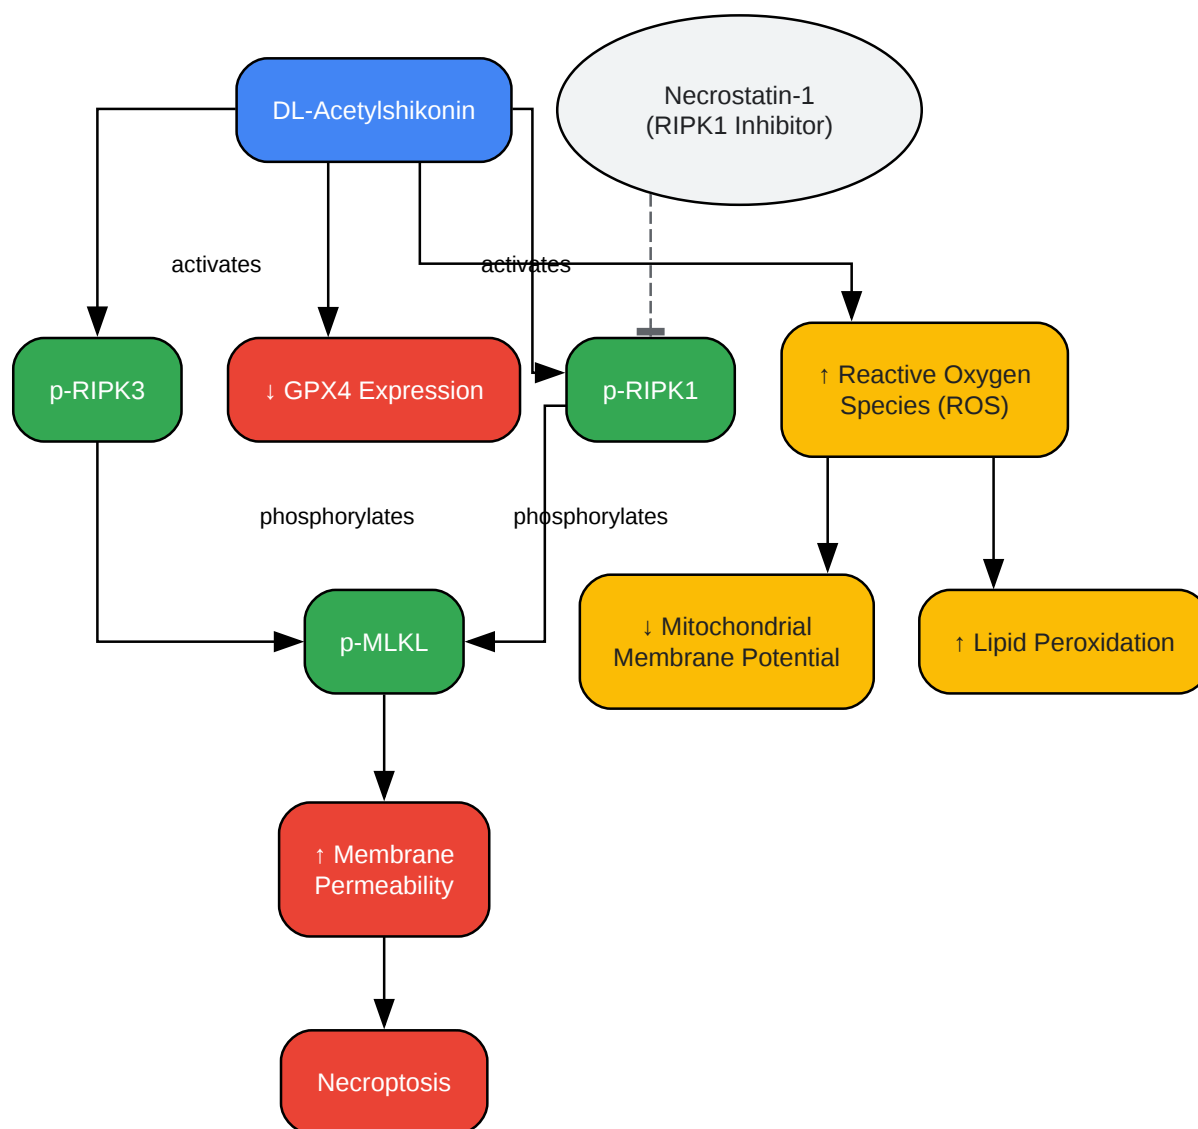 DL-Acetylshikonin
Necrostatin-1
(RIPK1 Inhibitor)
activates
activates
p-RIPK3
↓ GPX4 Expression
p-RIPK1
↑ Reactive Oxygen
Species (ROS)
phosphorylates
phosphorylates
p-MLKL
↓ Mitochondrial
Membrane Potential
↑ Lipid Peroxidation
↑ Membrane
Permeability
Necroptosis